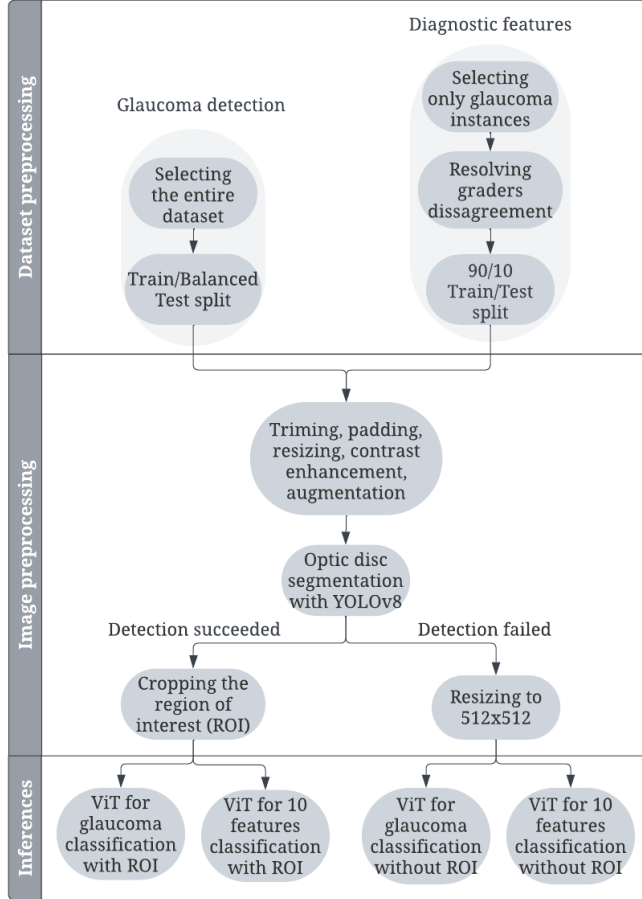 Dataset preprocessing
Glaucoma detection
Selecting
the entire
dataset
Train/Balanced
Test split
Diagnostic features
Selecting
only glaucoma
instances
Resolving
graders
dissagreement
90/10
Train/Test
split
Image preprocessing
Triming, padding,
resizing, contrast
enhancement,
augmentation
Optic disc
segmentation
with YOLOv8
Detection succeeded
Detection failed
Cropping the
region of
interest (ROI)
Resizing to
512x512
Inferences
ViT for
glaucoma
classification
with ROI
ViT for 10
features
classification
with ROI
ViT for
glaucoma
classification
without ROI
ViT for 10
features
classification
without ROI